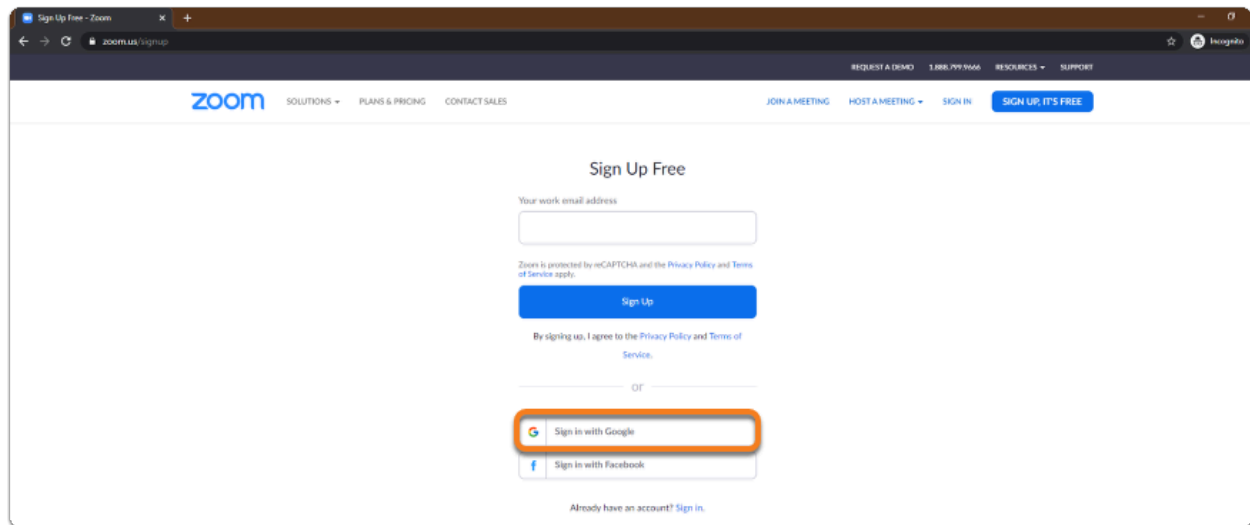 Sign Up Free - Zoom
zoom.us/signup
Incognito
REQUEST A DEMO 1.888.799.9666 RESOURCES SUPPORT
zoom SOLUTIONS PLANS & PRICING CONTACT SALES JOIN A MEETING HOST A MEETING SIGN IN SIGN UP, IT'S FREE
Sign Up Free
Your work email address
Zoom is protected by reCAPTCHA and the Privacy Policy and Terms
of Service apply.
Sign Up
By signing up, I agree to the Privacy Policy and Terms of
Service.
or
Sign in with Google
Sign in with Facebook
Already have an account? Sign in.